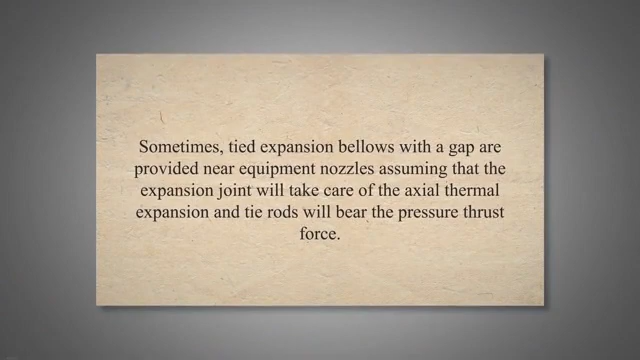 Sometimes, tied expansion bellows with a gap are
provided near equipment nozzles assuming that the
expansion joint will take care of the axial thermal
expansion and tie rods will bear the pressure thrust
force.